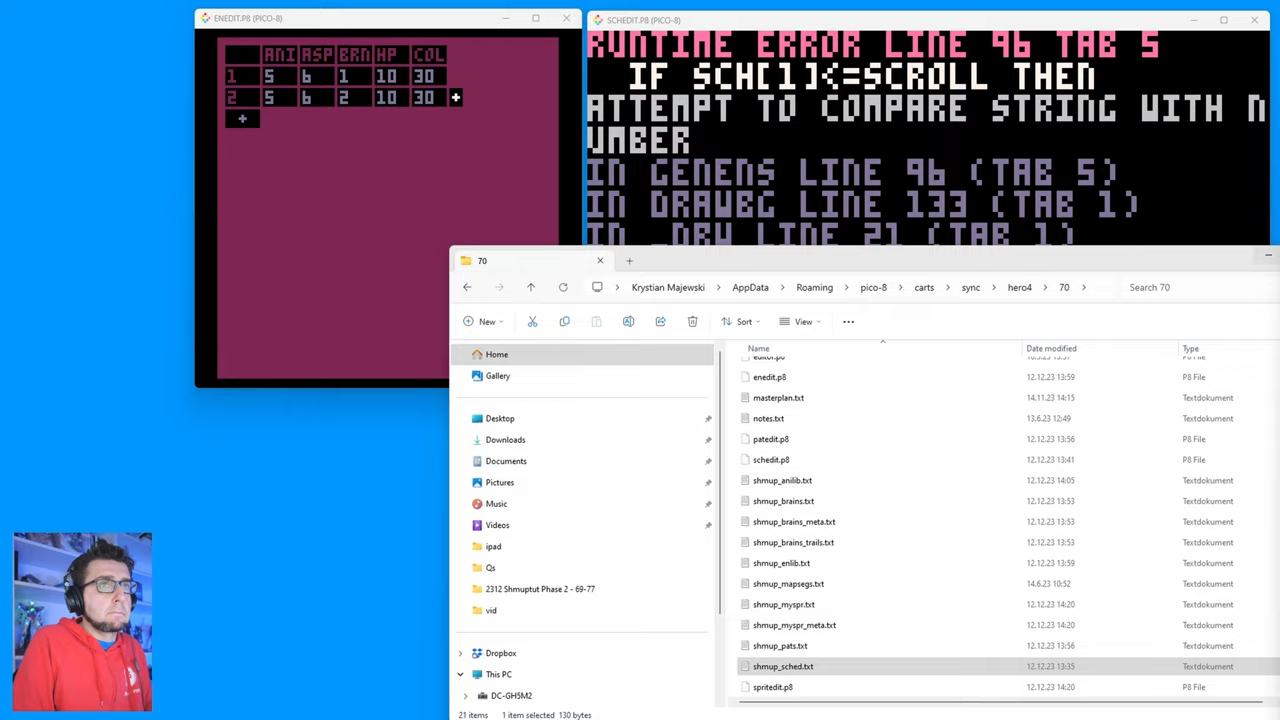 ENEDIT.P8 (PICO-8)
ANI ASP BRN HP COL
1 5 6 1 10 30
2 5 6 2 10 30 +
+
SCHEDIT.P8 (PICO-8)
RUNTIME ERROR LINE 96 TAB 5
IF SCH[1]<=SCROLL THEN
ATTEMPT TO COMPARE STRING WITH N
UMBER
IN GENENS LINE 96 (TAB 5)
IN DRAWBG LINE 133 (TAB 1)
IN _DRW LINE 21 (TAB 1)
70
Krystian Majewski > AppData > Roaming > pico-8 > carts > sync > hero4 > 70 >
Search 70
New
Sort
View
Home
Gallery
Desktop
Downloads
Documents
Pictures
Music
Videos
ipad
Qs
2312 Shmuptut Phase 2 - 69-77
vid
Dropbox
This PC
DC-GH5M2
Name Date modified Type
editor.p8
enedit.p8 12.12.23 13:59 P8 File
masterplan.txt 14.11.23 14:15 Textdokument
notes.txt 13.6.23 12:49 Textdokument
patedit.p8 12.12.23 13:56 P8 File
schedit.p8 12.12.23 13:41 P8 File
shmup_anilib.txt 12.12.23 14:05 Textdokument
shmup_brains.txt 12.12.23 13:53 Textdokument
shmup_brains_meta.txt 12.12.23 13:53 Textdokument
shmup_brains_trails.txt 12.12.23 13:53 Textdokument
shmup_enlib.txt 12.12.23 13:59 Textdokument
shmup_mapsegs.txt 14.6.23 10:52 Textdokument
shmup_myspr.txt 12.12.23 14:20 Textdokument
shmup_myspr_meta.txt 12.12.23 14:20 Textdokument
shmup_pats.txt 12.12.23 13:56 Textdokument
shmup_sched.txt 12.12.23 13:35 Textdokument
spritedit.p8 12.12.23 14:20 P8 File
21 items 1 item selected 130 bytes